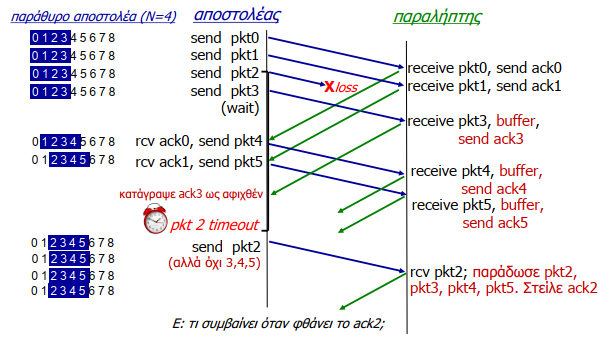 παράθυρο αποστολέα (N=4)
αποστολέας
παραλήπτης
0 1 2 3 4 5 6 7 8
0 1 2 3 4 5 6 7 8
0 1 2 3 4 5 6 7 8
0 1 2 3 4 5 6 7 8
send pkt0
send pkt1
send pkt2
send pkt3
(wait)
Xloss
receive pkt0, send ack0
receive pkt1, send ack1
receive pkt3, buffer,
send ack3
0 1 2 3 4 5 6 7 8
0 1 2 3 4 5 6 7 8
rcv ack0, send pkt4
rcv ack1, send pkt5
receive pkt4, buffer,
send ack4
receive pkt5, buffer,
send ack5
κατάγραψε ack3 ως αφιχθέν
pkt 2 timeout
0 1 2 3 4 5 6 7 8
0 1 2 3 4 5 6 7 8
0 1 2 3 4 5 6 7 8
0 1 2 3 4 5 6 7 8
send pkt2
(αλλά όχι 3,4,5)
rcv pkt2; παράδωσε pkt2,
pkt3, pkt4, pkt5. Στείλε ack2
Ε: τι συμβαίνει όταν φθάνει το ack2;